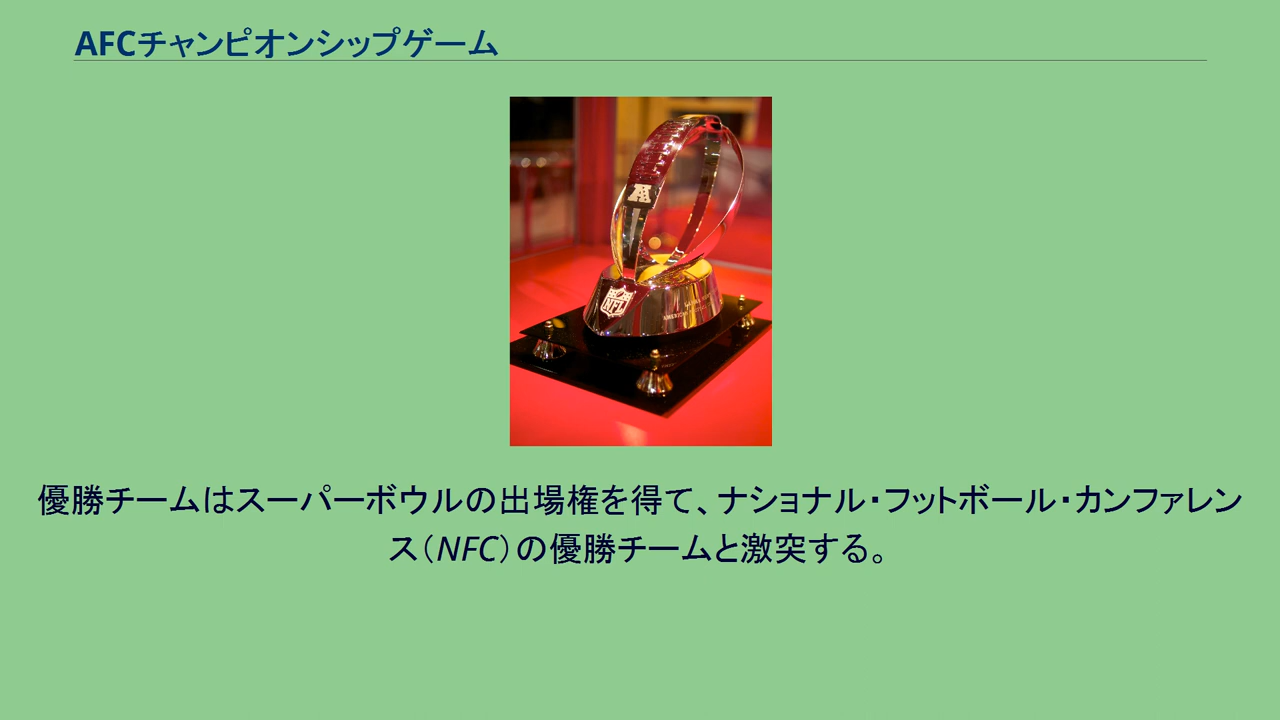 AFCチャンピオンシップゲーム
A
NFL
優勝チームはスーパーボウルの出場権を得て、ナショナル・フットボール・カンファレン
ス（NFC）の優勝チームと激突する。